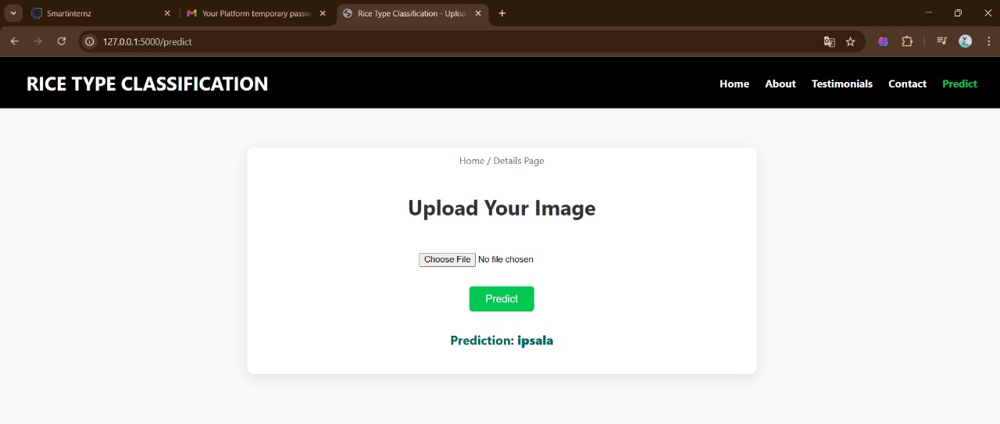 Smartinternz
Your Platform temporary passw
Rice Type Classification - Uploa
127.0.0.1:5000/predict
RICE TYPE CLASSIFICATION
Home About Testimonials Contact Predict
Home / Details Page
Upload Your Image
Choose File No file chosen
Predict
Prediction: ipsala